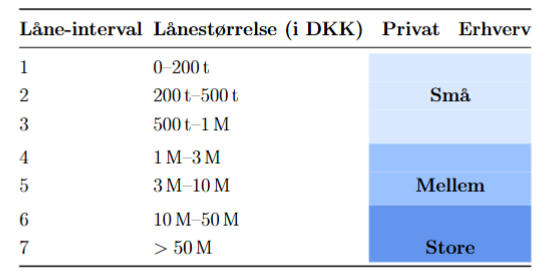 Låne-interval Lånestørrelse (i DKK) Privat Erhverv
1 0–200 t
2 200 t–500 t Små
3 500 t–1 M
4 1 M–3 M
5 3 M–10 M Mellem
6 10 M–50 M
7 > 50 M Store